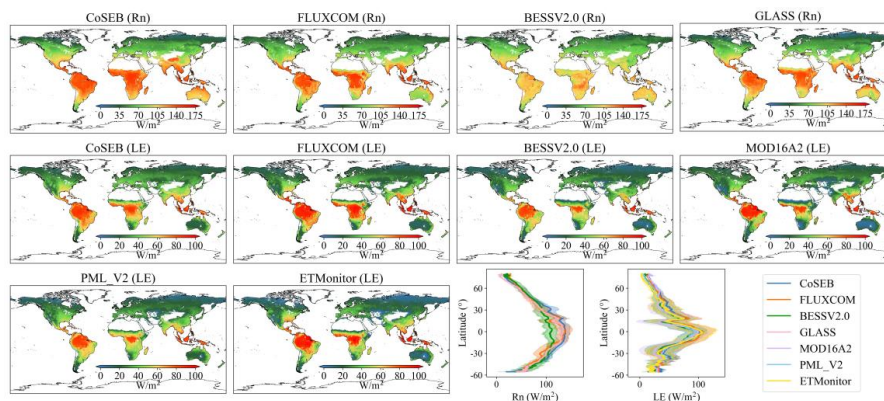 CoSEB (Rn) FLUXCOM (Rn) BESSV2.0 (Rn) GLASS (Rn)
0 35 70 105 140 175 0 35 70 105 140 175 0 35 70 105 140 175 0 35 70 105 140 175
W/m² W/m² W/m² W/m²
CoSEB (LE) FLUXCOM (LE) BESSV2.0 (LE) MOD16A2 (LE)
0 20 40 60 80 100 0 20 40 60 80 100 0 20 40 60 80 100 0 20 40 60 80 100
W/m² W/m² W/m² W/m²
PML_V2 (LE) ETMonitor (LE)
0 20 40 60 80 100 0 20 40 60 80 100
W/m² W/m²
Latitude (°)
60
30
0
-30
-60
0 100
Rn (W/m²)
Latitude (°)
60
30
0
-30
-60
0 100
LE (W/m²)
CoSEB
FLUXCOM
BESSV2.0
GLASS
MOD16A2
PML_V2
ETMonitor